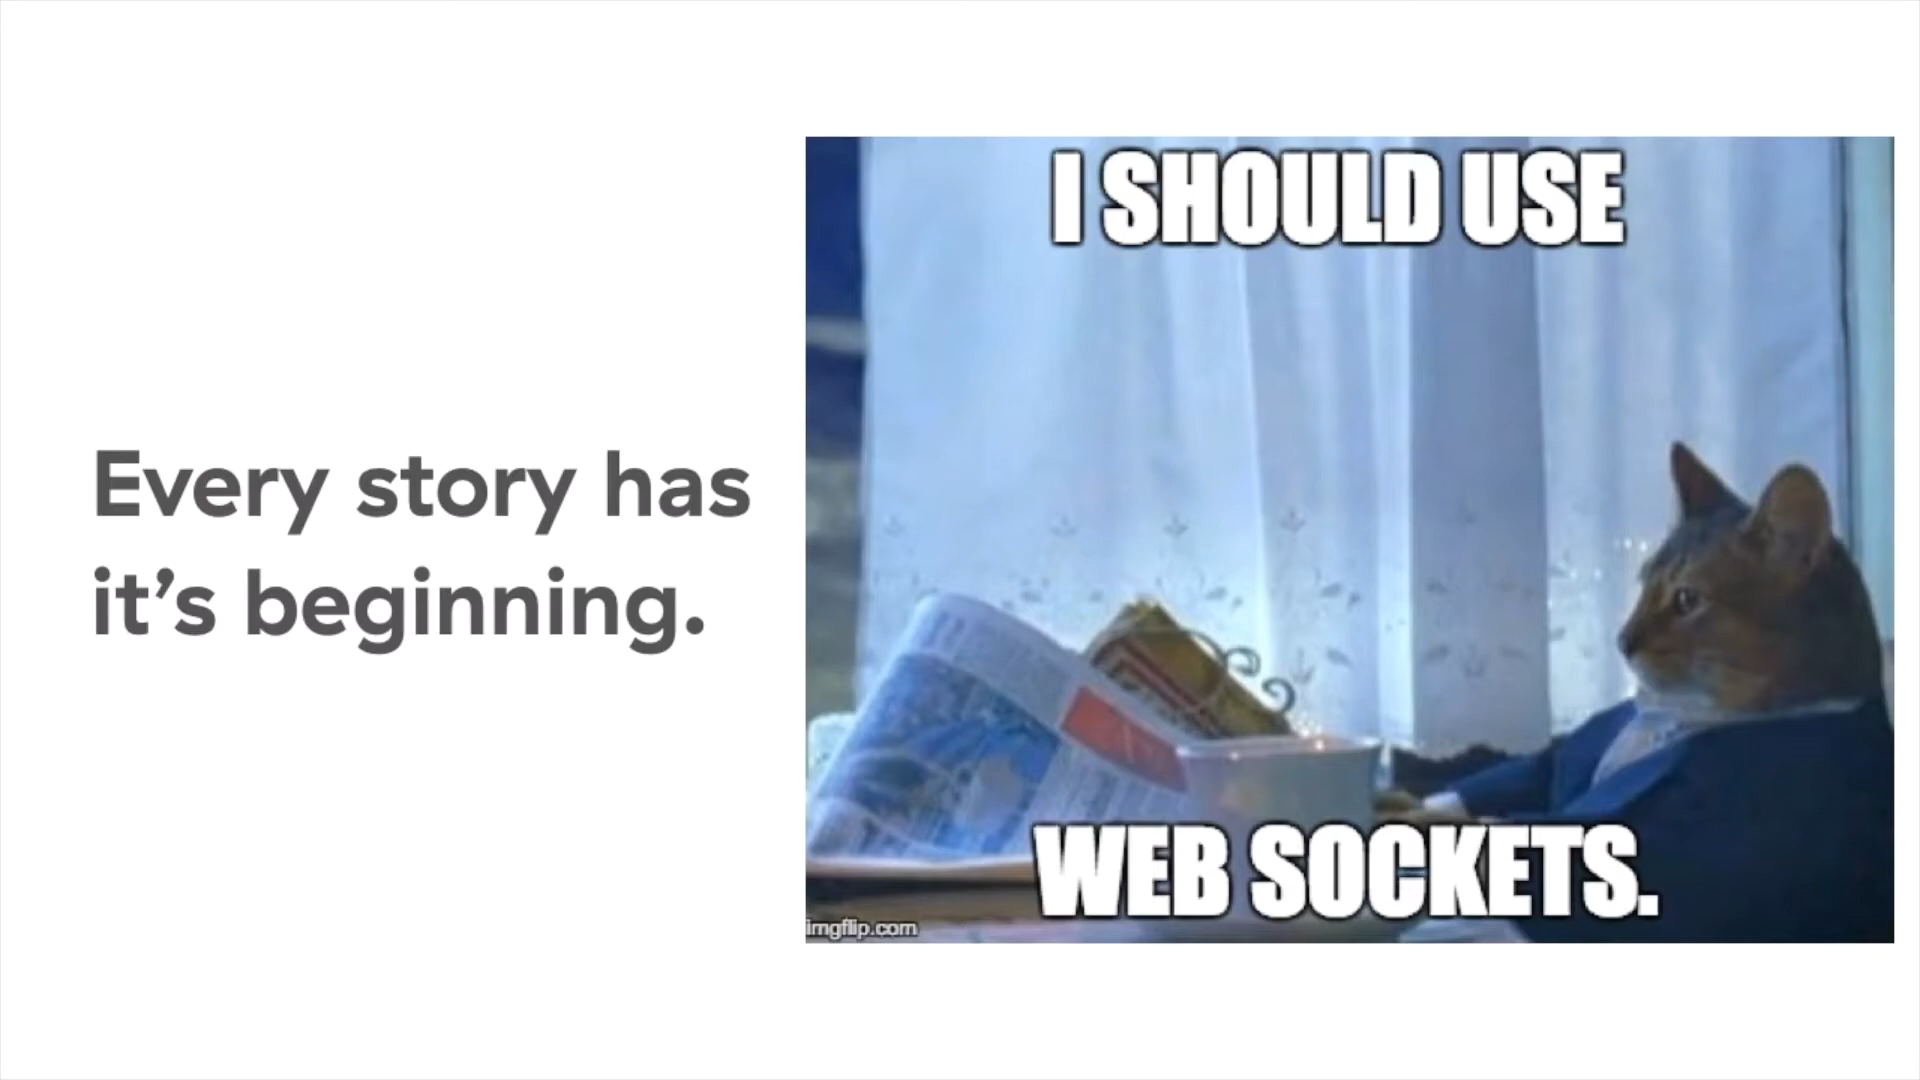 Every story has
it’s beginning.
I SHOULD USE
WEB SOCKETS.
imgflip.com